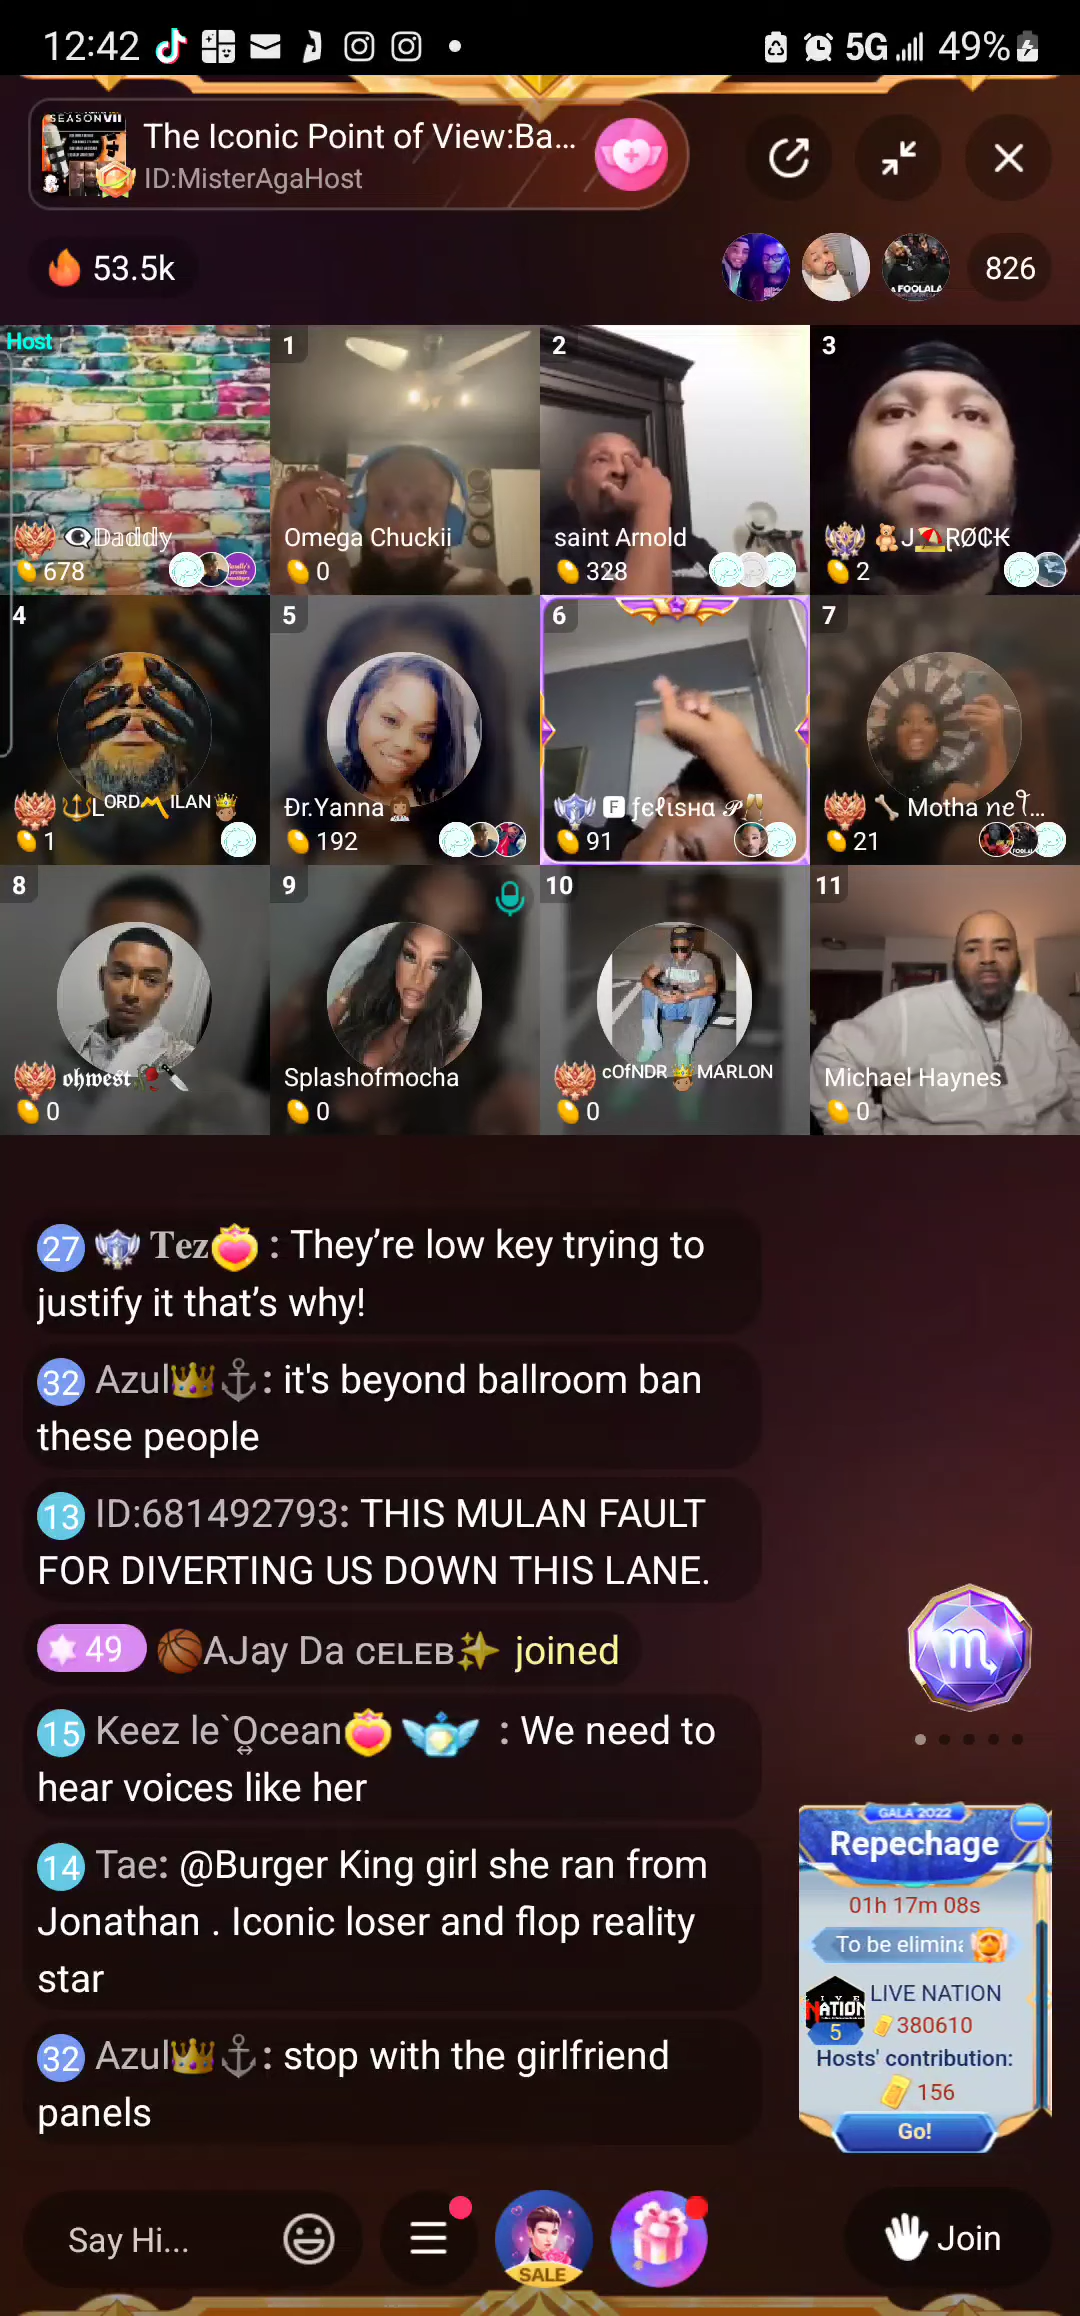 12:42
5G 49%
SEASON VII
The Iconic Point of View:Ba...
ID:MisterAgaHost
53.5k
FOOLALA
826
Host
1
2
3
𝔻𝕒𝕕𝕕𝕪
678
Omega Chuckii
0
saint Arnold
328
J⛱️ⱤØ₵₭
2
4
5
6
7
LᴼᴿᴰᴹILAN
1
Đr.Yanna
192
🅵 ƒєℓιѕнα 𝒫🥂
91
Motha 𝓃𝑒...
21
8
9
10
11
𝖔𝖍𝖜𝖊𝖘𝖙
0
Splashofmocha
0
cOfNDR MARLON
0
Michael Haynes
0
27 𝐓𝐞𝐳 : They’re low key trying to
justify it that’s why!
32 Azul👑⚓: it's beyond ballroom ban
these people
13 ID:681492793: THIS MULAN FAULT
FOR DIVERTING US DOWN THIS LANE.
49 🏀AJay Da ᴄᴇʟᴇʙ✨ joined
15 Keez le`Ocean : We need to
hear voices like her
14 Tae: @Burger King girl she ran from
Jonathan . Iconic loser and flop reality
star
32 Azul👑⚓: stop with the girlfriend
panels
GALA 2022
Repechage
01h 17m 08s
To be elimina
LIVE NATION
5
LIVE NATION
380610
Hosts' contribution:
156
Go!
Say Hi...
SALE
Join